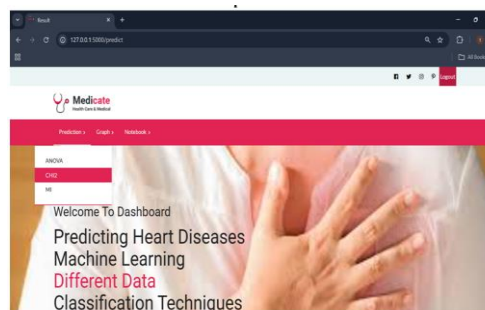 Result
127.0.0.1:5000/predict
All Book
Logout
Medicate
Health Care & Medical
Prediction
Graph
Notebook
ANOVA
CHI2
MI
Welcome To Dashboard
Predicting Heart Diseases
Machine Learning
Different Data
Classification Techniques